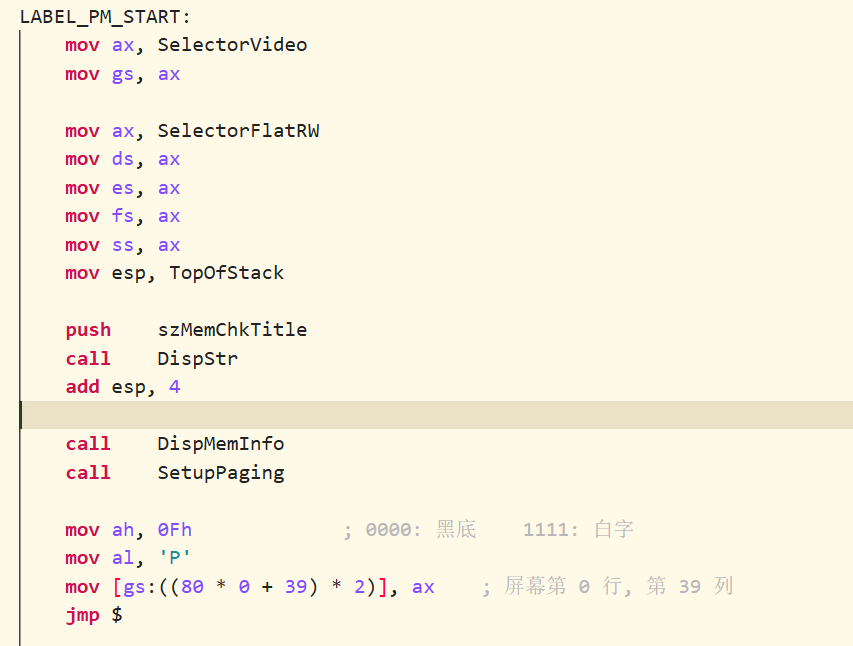 LABEL_PM_START:
mov ax, SelectorVideo
mov gs, ax
mov ax, SelectorFlatRW
mov ds, ax
mov es, ax
mov fs, ax
mov ss, ax
mov esp, TopOfStack
push szMemChkTitle
call DispStr
add esp, 4
call DispMemInfo
call SetupPaging
mov ah, 0Fh ; 0000: 黑底 1111: 白字
mov al, 'P'
mov [gs:((80 * 0 + 39) * 2)], ax ; 屏幕第 0 行, 第 39 列
jmp $